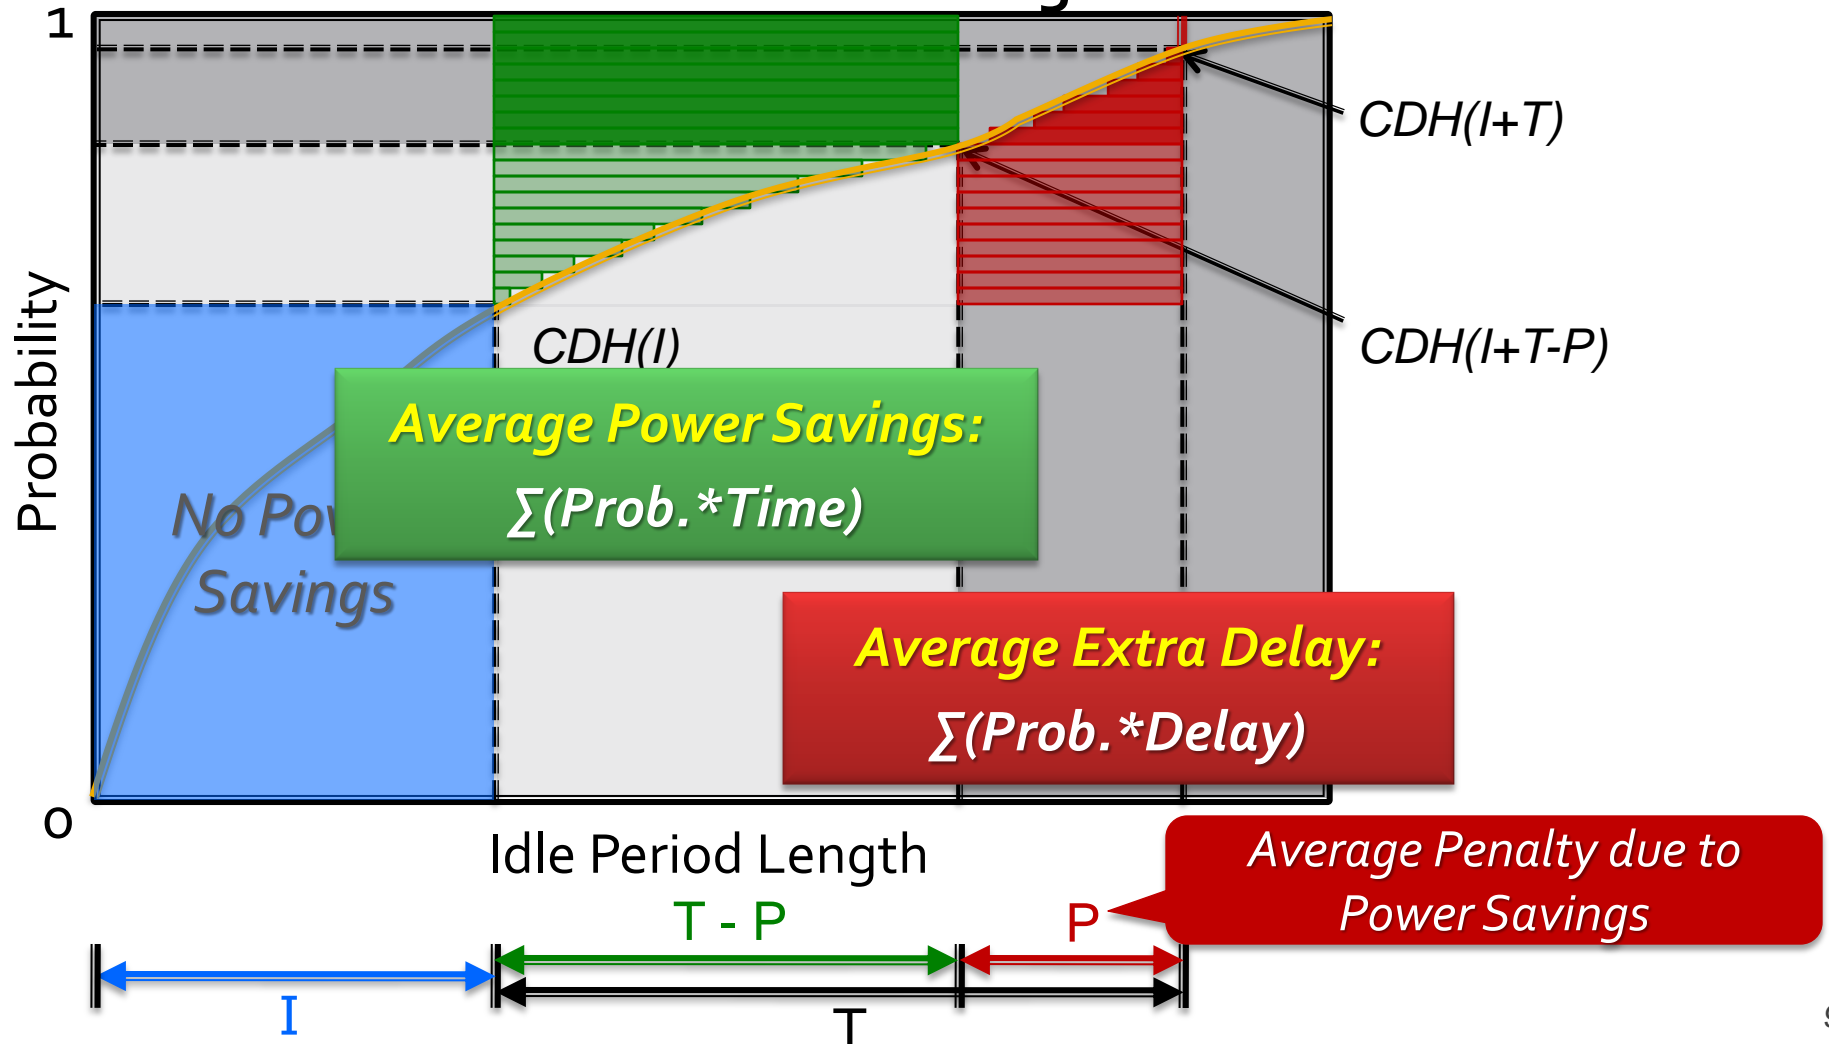 1
CDH(I+T)
CDH(I)
CDH(I+T-P)
Probability
Average Power Savings:
∑(Prob.*Time)
No Pow
Savings
Average Extra Delay:
∑(Prob.*Delay)
0
Idle Period Length
Average Penalty due to
Power Savings
T - P
P
I
T